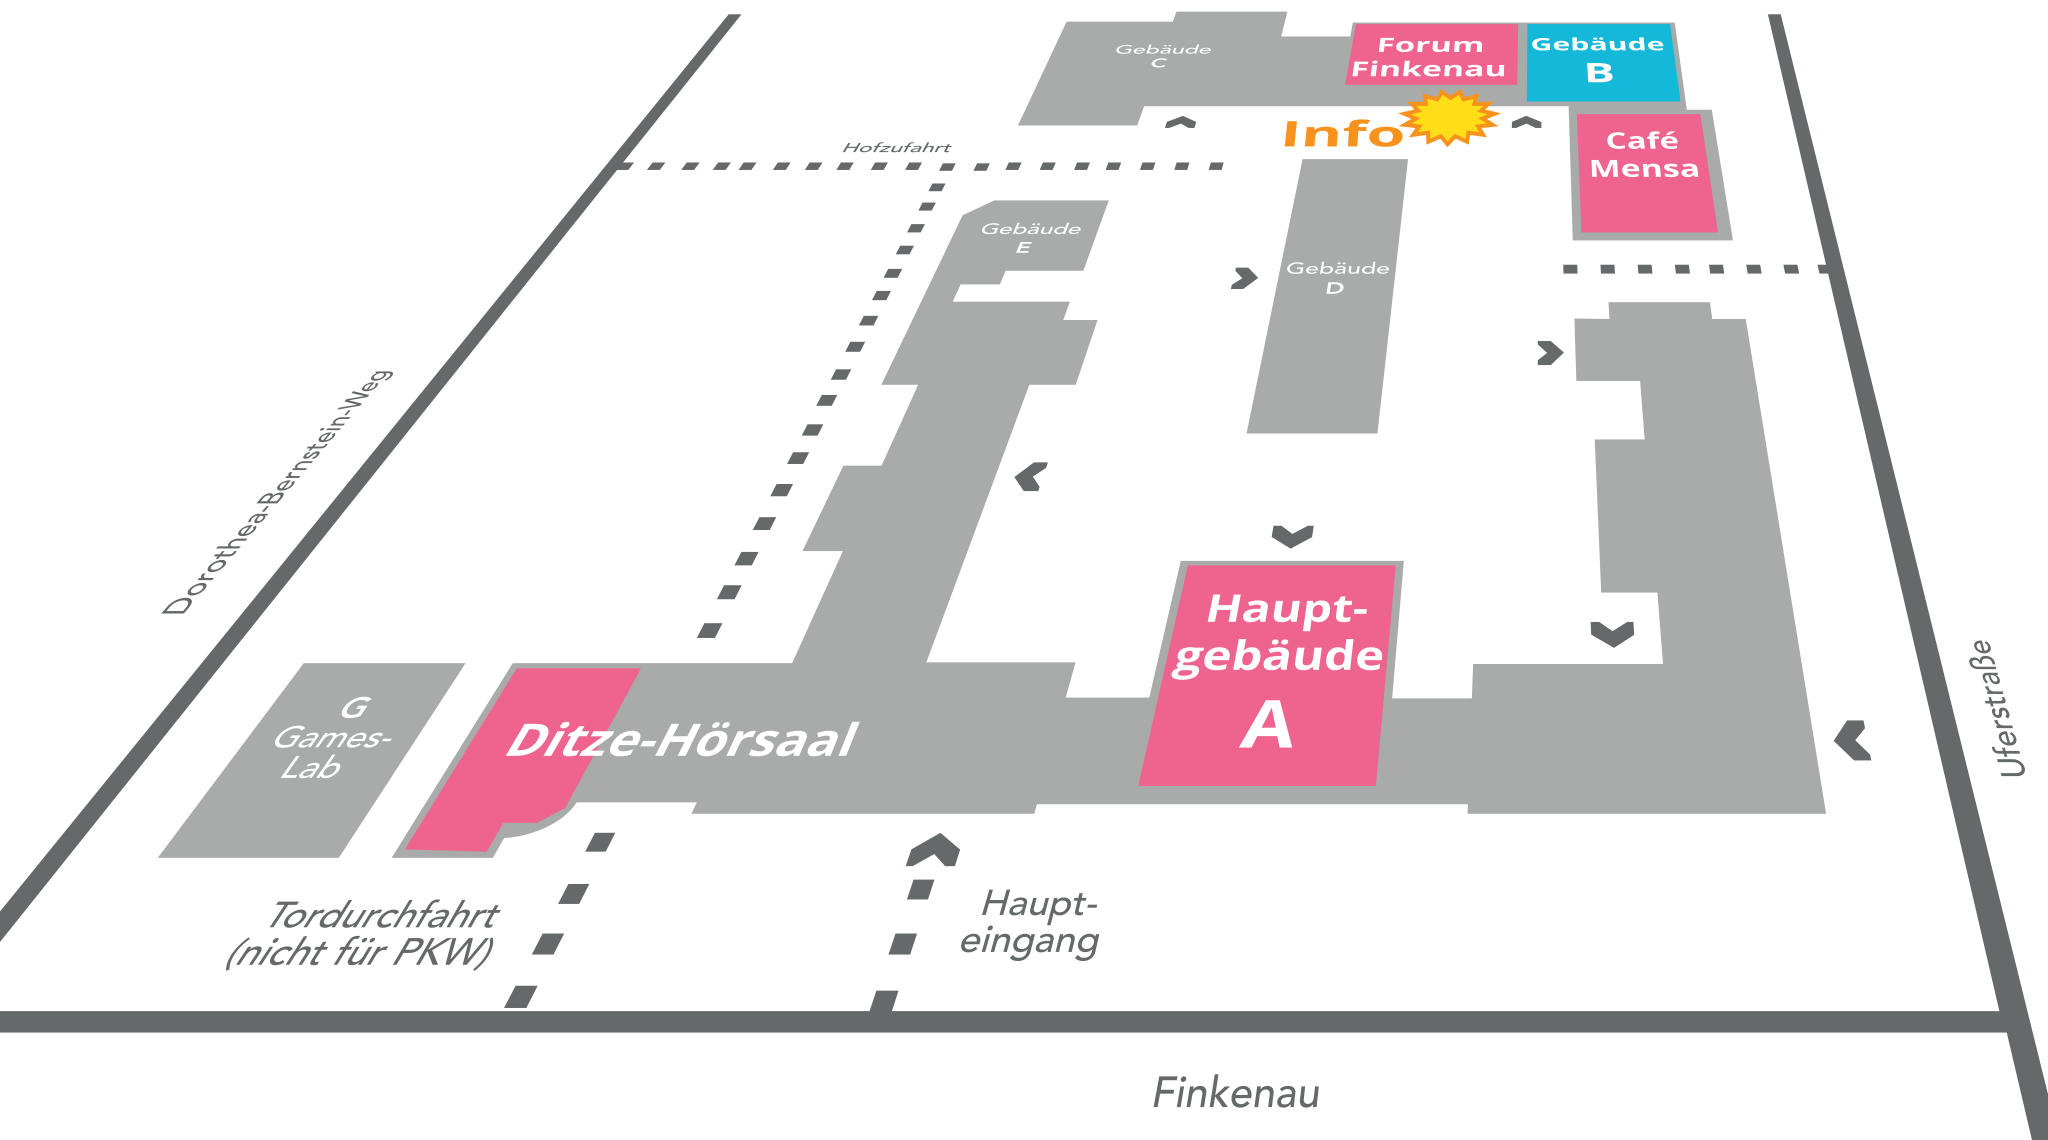 Gebäude
C
Forum
Finkenau
Gebäude
B
Info
Café
Mensa
Hofzufahrt
Gebäude
E
Gebäude
D
Dorothea-Bernstein-Weg
Haupt-
gebäude
A
G
Games-
Lab
Ditze-Hörsaal
Uferstraße
Tordurchfahrt
(nicht für PKW)
Haupt-
eingang
Finkenau